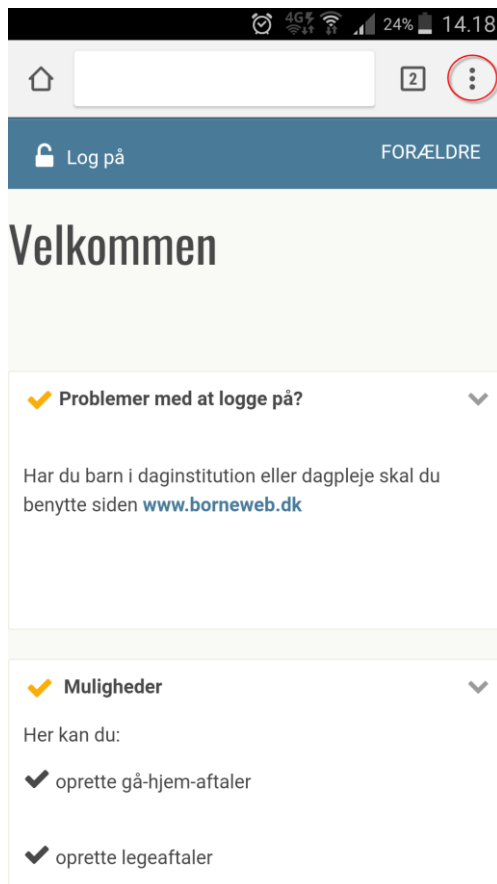 4G 24% 14.18
2
Log på FORÆLDRE
Velkommen
Problemer med at logge på?
Har du barn i daginstitution eller dagpleje skal du
benytte siden www.borneweb.dk
Muligheder
Her kan du:
oprette gå-hjem-aftaler
oprette legeaftaler